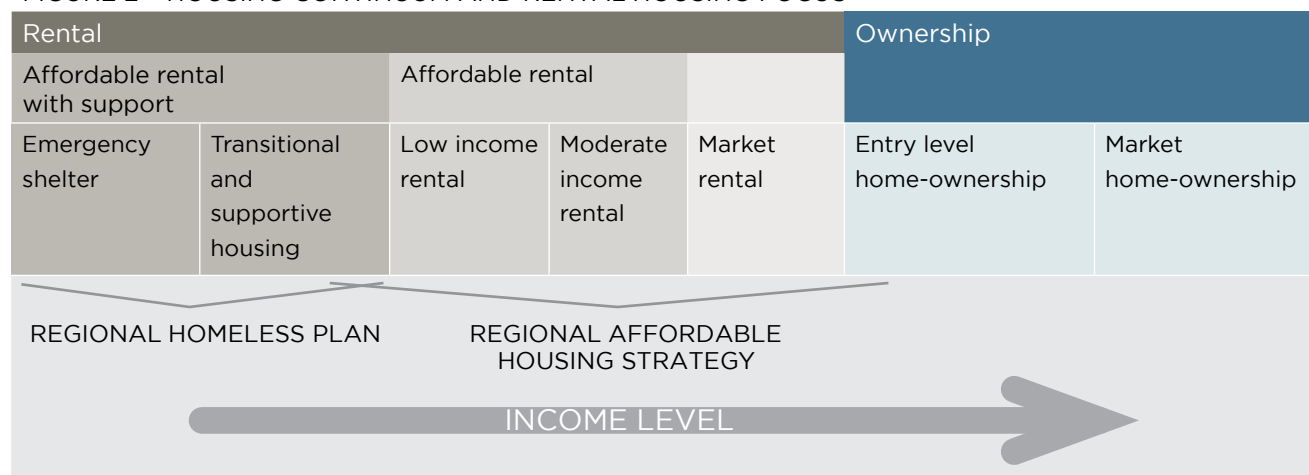 Rental
Ownership
Affordable rental
with support
Affordable rental
Emergency
shelter
Transitional
and
supportive
housing
Low income
rental
Moderate
income
rental
Market
rental
Entry level
home-ownership
Market
home-ownership
REGIONAL HOMELESS PLAN
REGIONAL AFFORDABLE
HOUSING STRATEGY
INCOME LEVEL